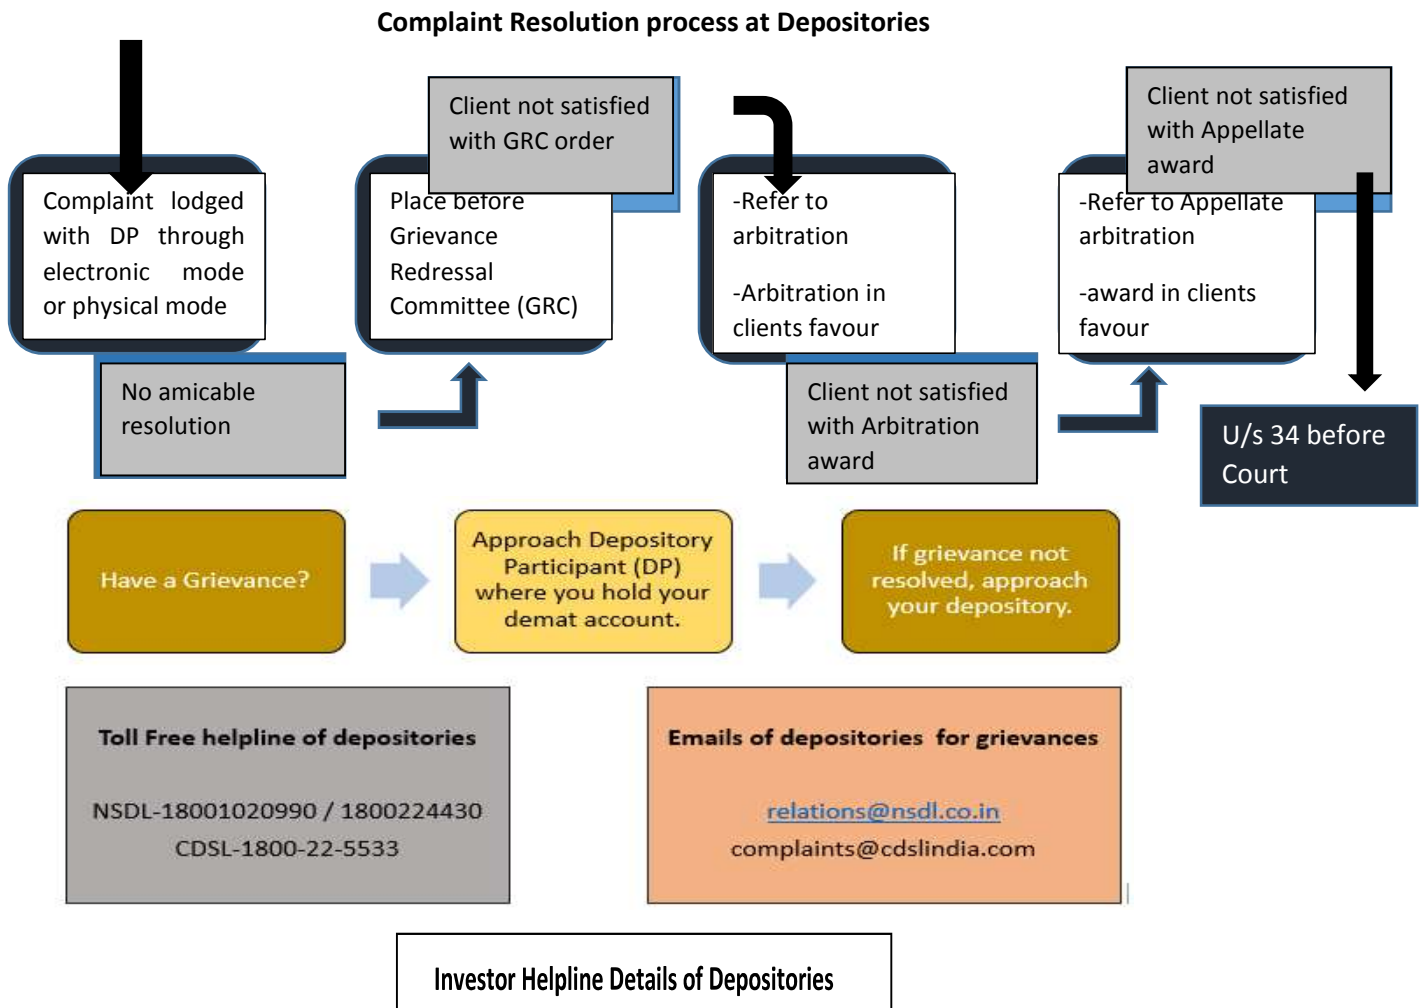 Complaint Resolution process at Depositories
Complaint lodged
with DP through
electronic mode
or physical mode
No amicable
resolution
Place before
Grievance
Redressal
Committee (GRC)
Client not satisfied
with GRC order
-Refer to
arbitration
-Arbitration in
clients favour
Client not satisfied
with Arbitration
award
-Refer to Appellate
arbitration
-award in clients
favour
Client not satisfied
with Appellate
award
U/s 34 before
Court
Have a Grievance?
Approach Depository
Participant (DP)
where you hold your
demat account.
If grievance not
resolved, approach
your depository.
Toll Free helpline of depositories
NSDL-18001020990 / 1800224430
CDSL-1800-22-5533
Emails of depositories for grievances
relations@nsdl.co.in
complaints@cdslindia.com
Investor Helpline Details of Depositories